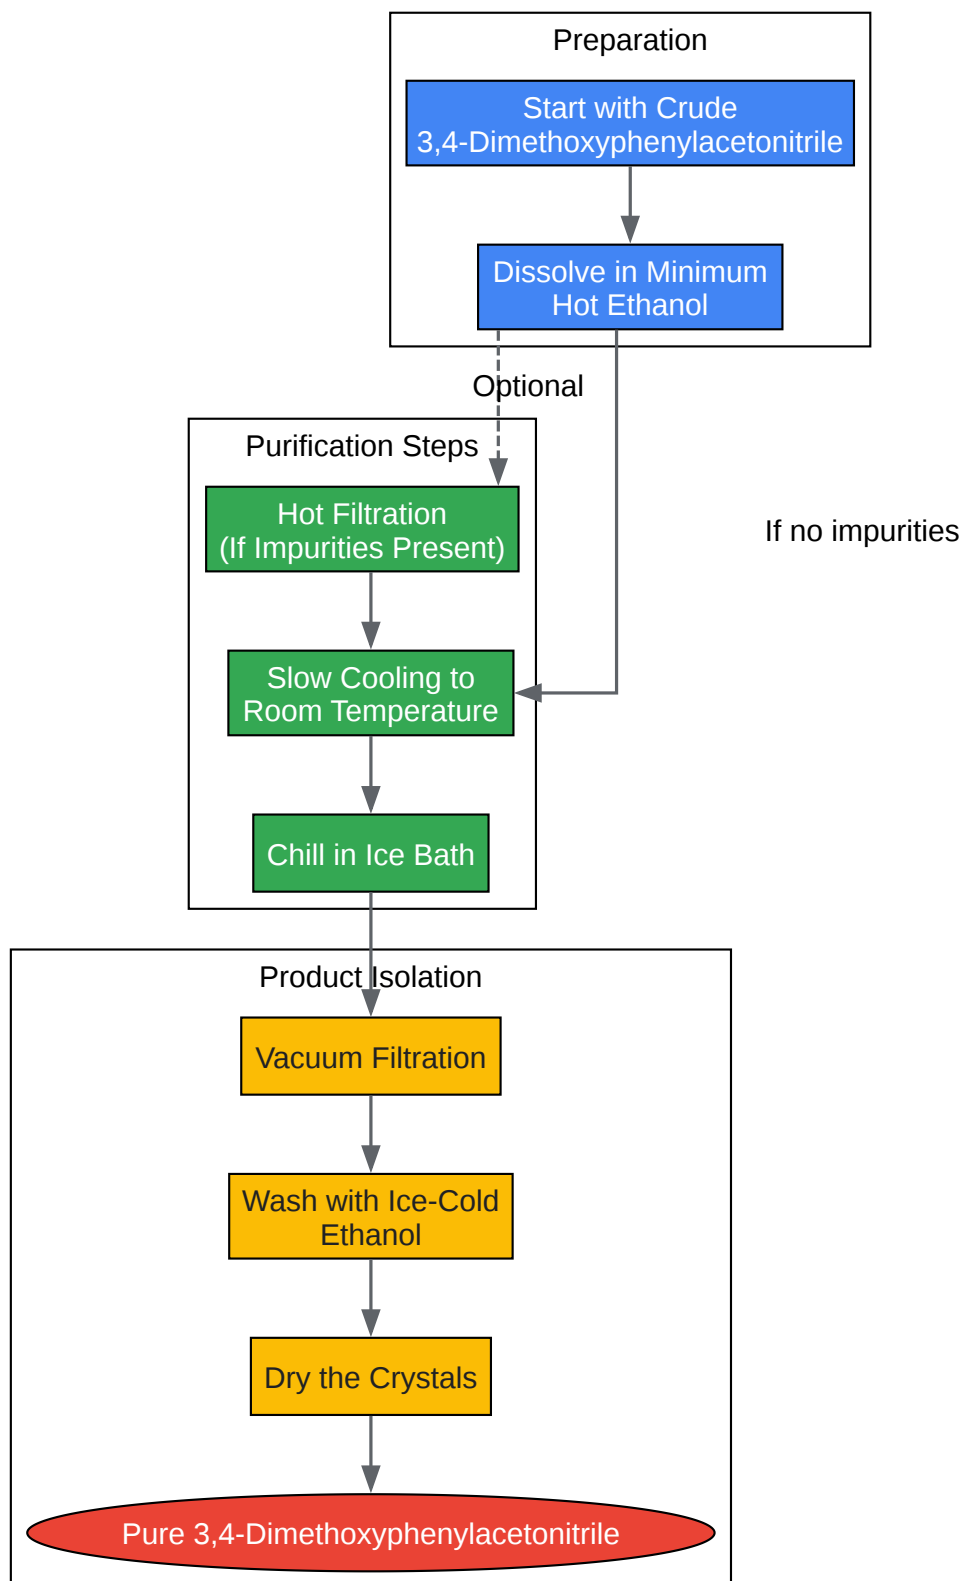 Preparation
Start with Crude
3,4-Dimethoxyphenylacetonitrile
Dissolve in Minimum
Hot Ethanol
Optional
Purification Steps
Hot Filtration
(If Impurities Present)
If no impurities
Slow Cooling to
Room Temperature
Chill in Ice Bath
Product Isolation
Vacuum Filtration
Wash with Ice-Cold
Ethanol
Dry the Crystals
Pure 3,4-Dimethoxyphenylacetonitrile